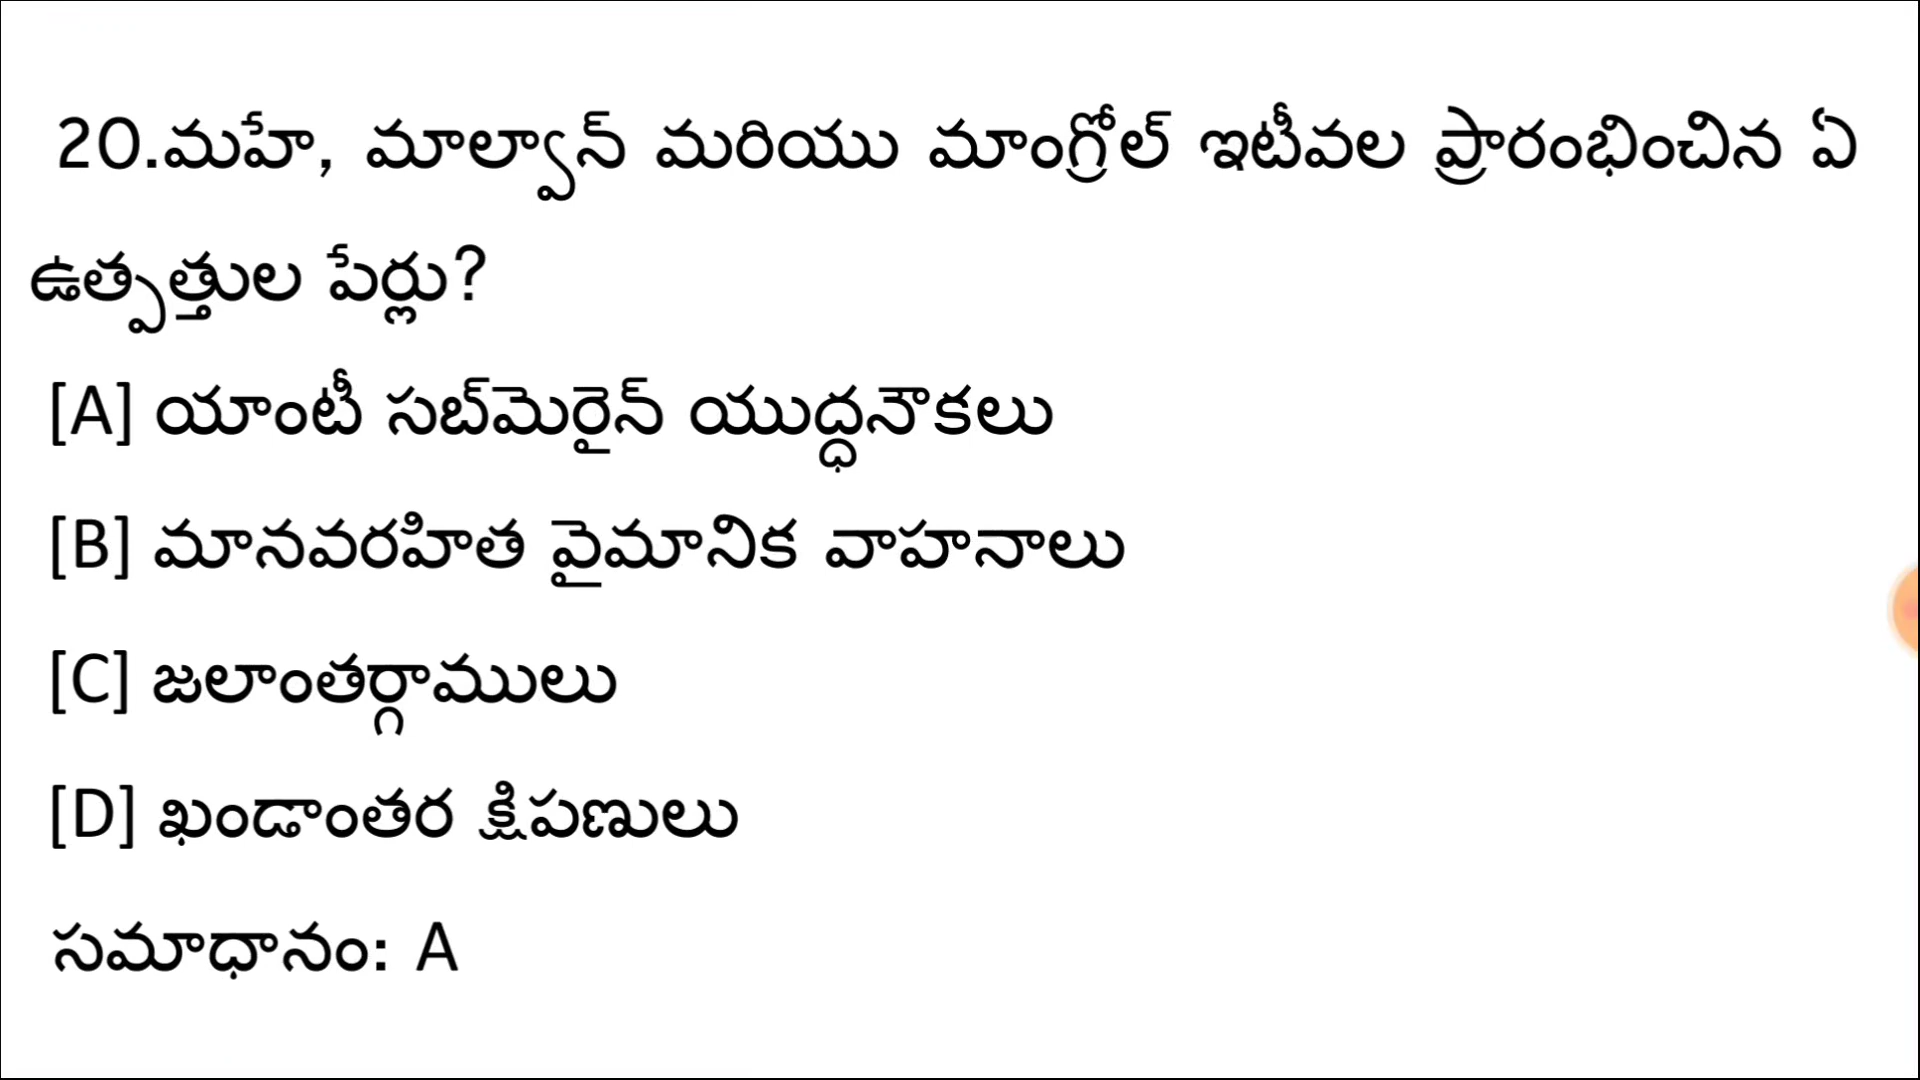 20.మహే, మాల్వాన్ మరియు మాంగ్రోల్ ఇటీవల ప్రారంభించిన ఏ
ఉత్పత్తుల పేర్లు?
[A] యాంటీ సబ్‌మెరైన్ యుద్ధనౌకలు
[B] మానవరహిత వైమానిక వాహనాలు
[C] జలాంతర్గాములు
[D] ఖండాంతర క్షిపణులు
సమాధానం: A